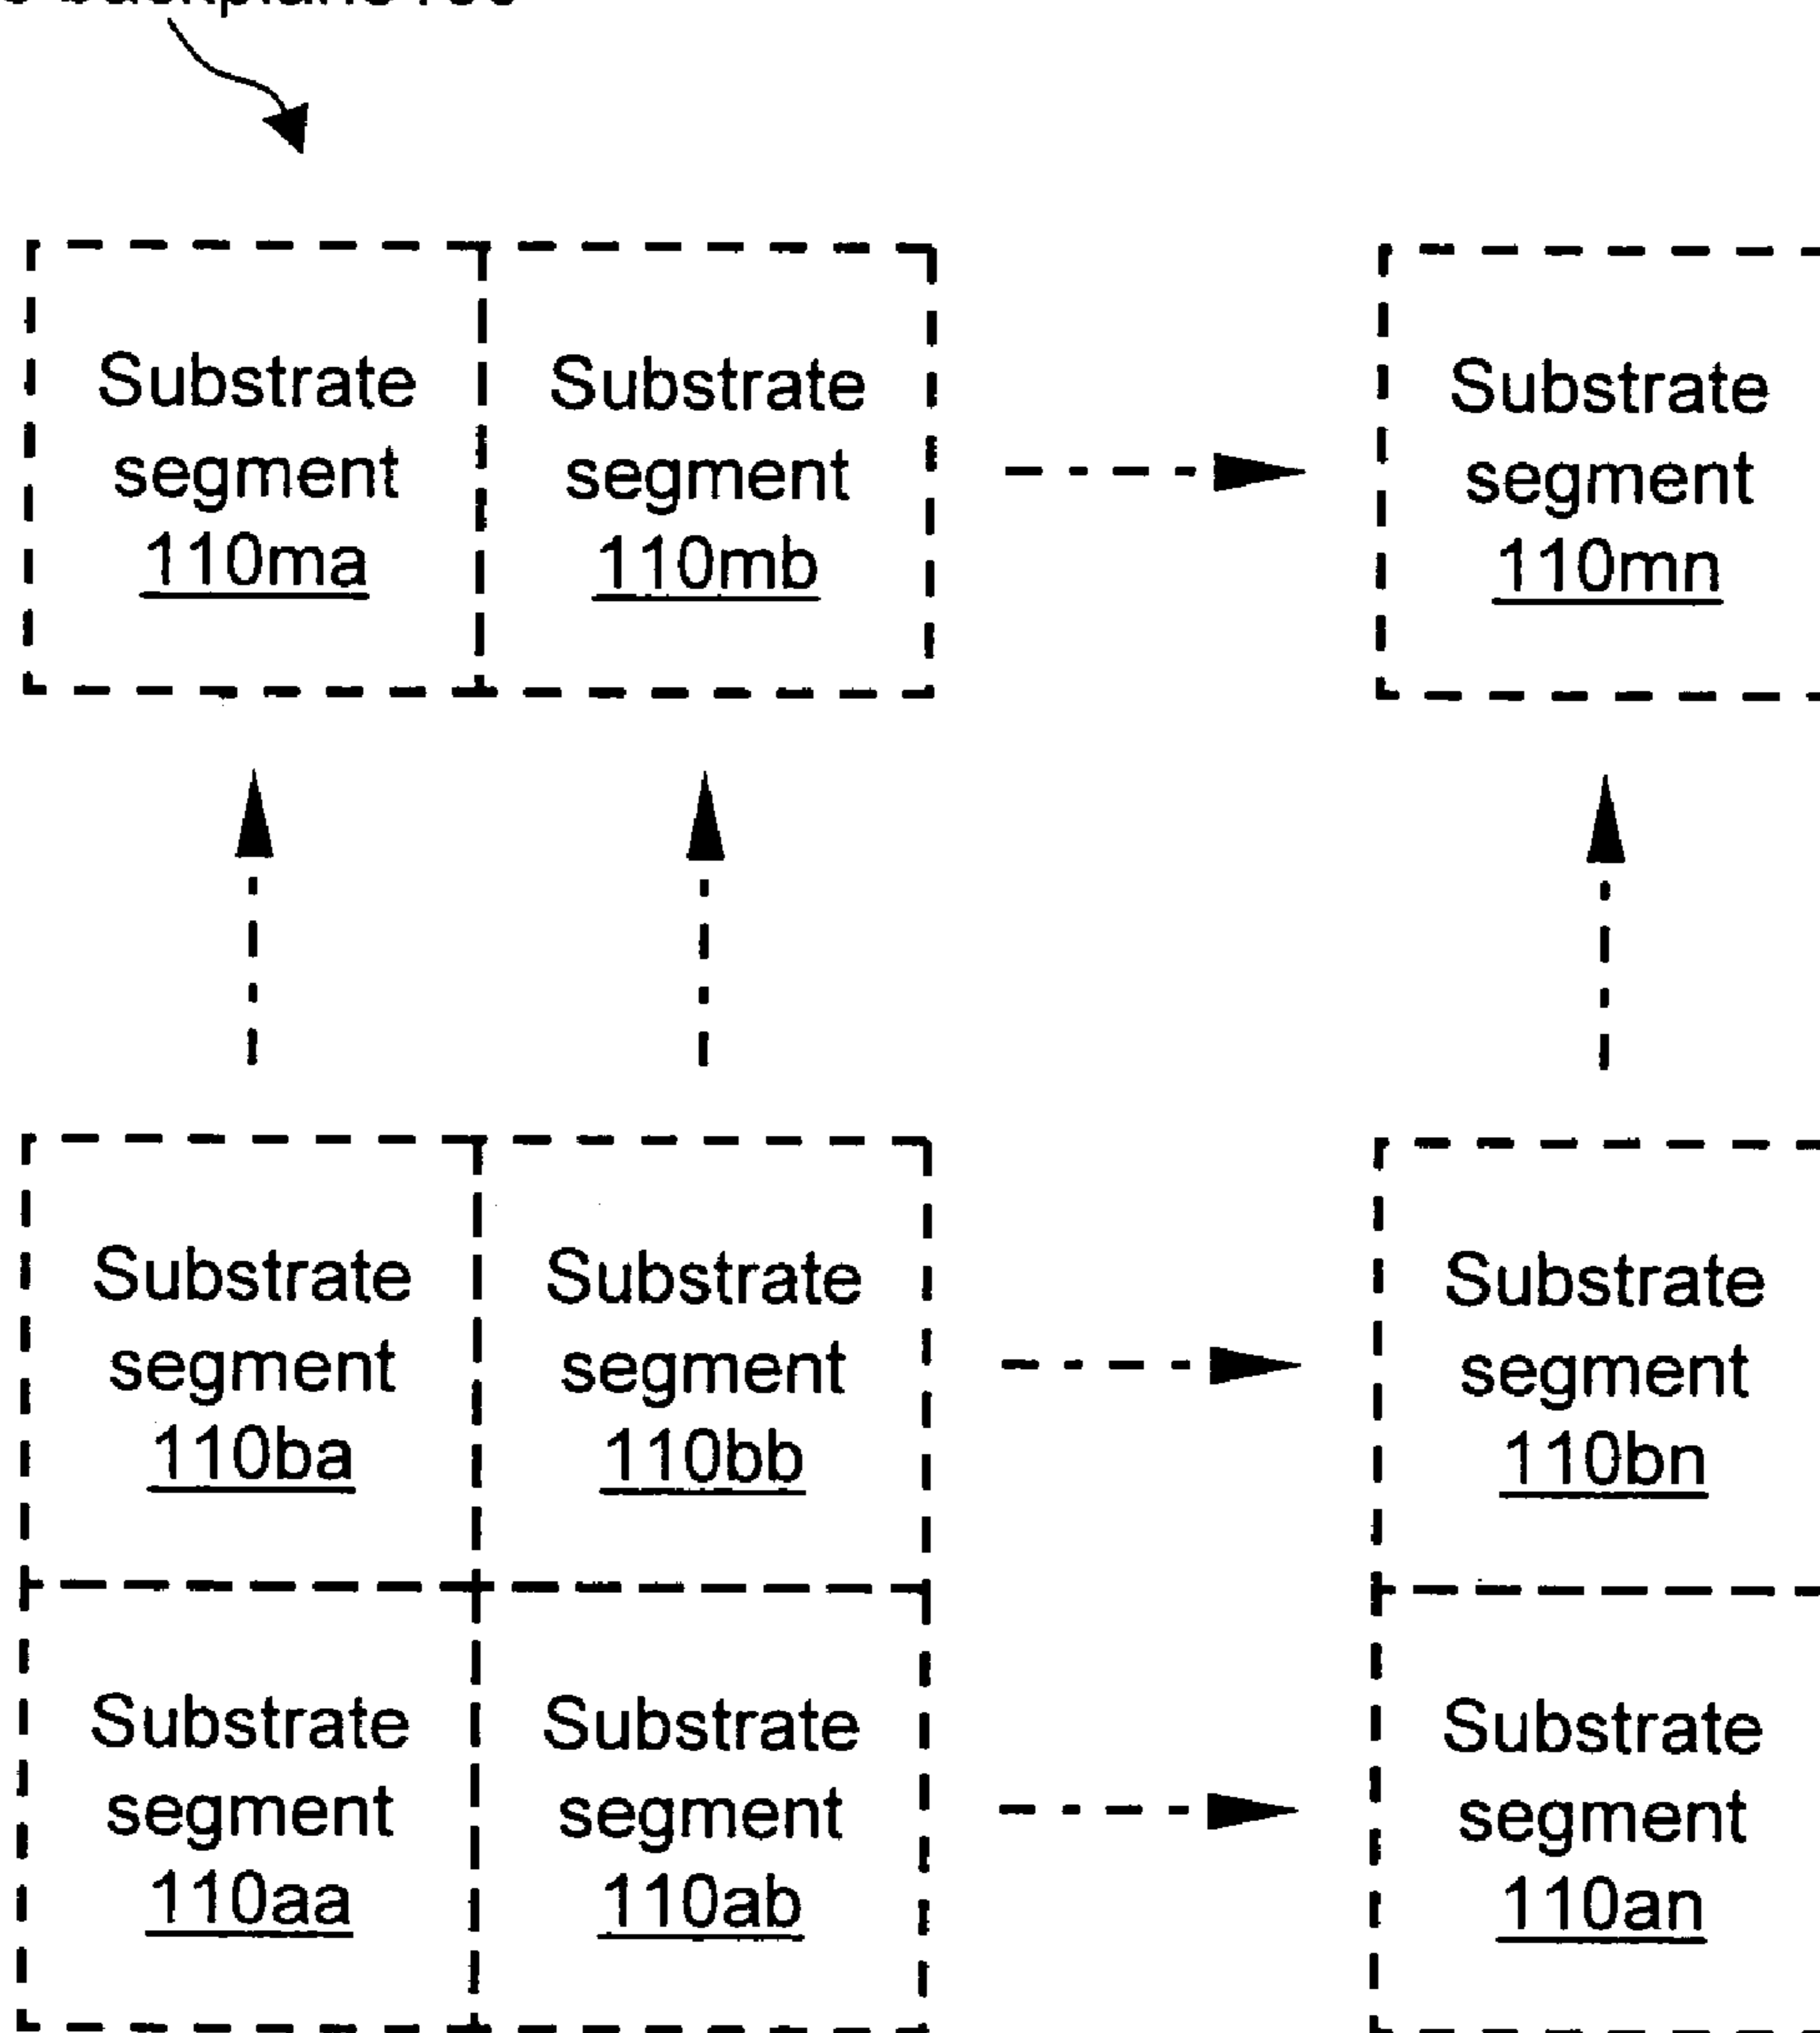 backplane
Substrate
segment
110ma
Substrate
segment
110mb
Substrate
segment
110mn
Substrate
segment
110ba
Substrate
segment
110bb
Substrate
segment
110bn
Substrate
segment
110aa
Substrate
segment
110ab
Substrate
segment
110an